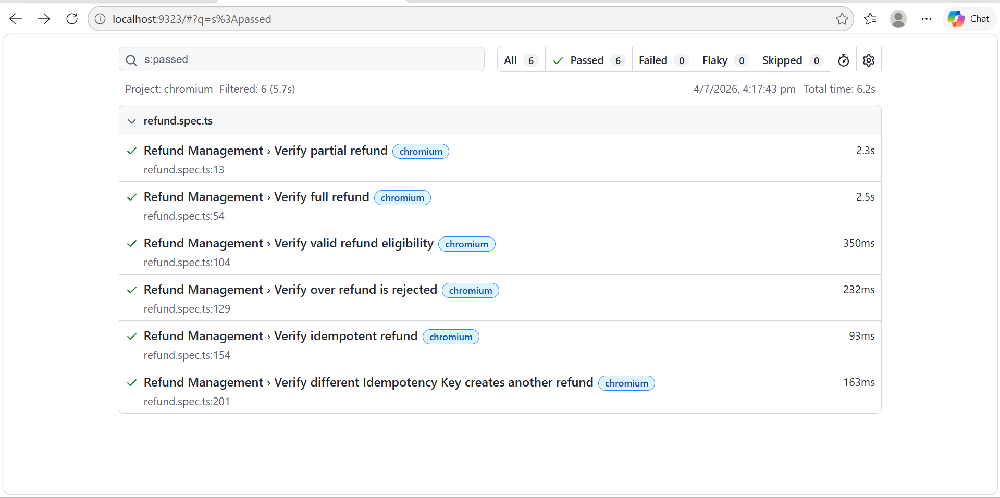 localhost:9323/#?q=s%3Apassed
Chat
s:passed
All 6 Passed 6 Failed 0 Flaky 0 Skipped 0
Project: chromium Filtered: 6 (5.7s) 4/7/2026, 4:17:43 pm Total time: 6.2s
refund.spec.ts
Refund Management › Verify partial refund chromium 2.3s
refund.spec.ts:13
Refund Management › Verify full refund chromium 2.5s
refund.spec.ts:54
Refund Management › Verify valid refund eligibility chromium 350ms
refund.spec.ts:104
Refund Management › Verify over refund is rejected chromium 232ms
refund.spec.ts:129
Refund Management › Verify idempotent refund chromium 93ms
refund.spec.ts:154
Refund Management › Verify different Idempotency Key creates another refund chromium 163ms
refund.spec.ts:201